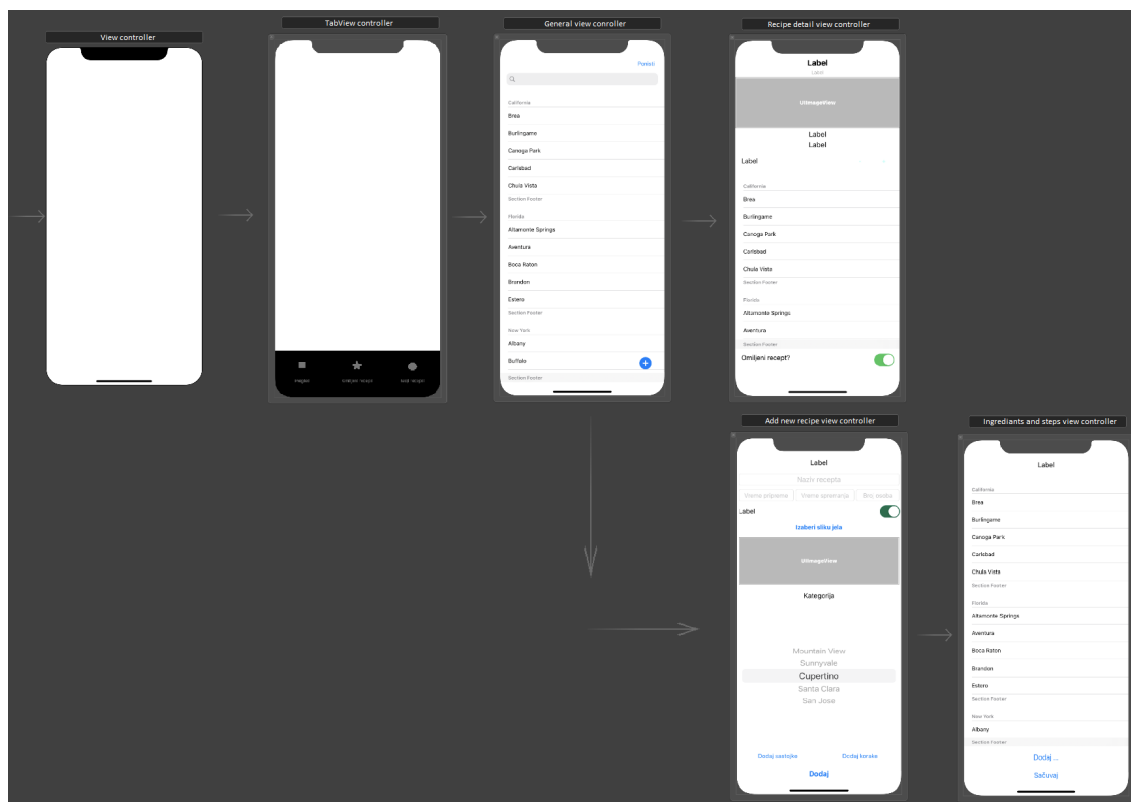 View controller
TabView controller
Omiljeni recepti
General view conroller
Poresti
California
Brea
Burlingame
Canoga Park
Carlsbad
Chula Vista
Section Footer
Florida
Altamonte Springs
Aventura
Boca Raton
Brandon
Estero
Section Footer
New York
Albany
Buffalo
Section Footer
Recipe detail view controller
Label
Label
UIImageView
Label
Label
Label
California
Brea
Burlingame
Canoga Park
Carlsbad
Chula Vista
Section Footer
Florida
Altamonte Springs
Aventura
Section Footer
Omiljeni recept?
Add new recipe view controller
Label
Naziv recepta
Vreme pripreme Vreme spremanja Broj osoba
Label
Izaberi sliku jela
UIImageView
Kategorija
Mountain View
Sunnyvale
Cupertino
Santa Clara
San Jose
Dodaj sastojke Dodaj korake
Dodaj
Ingrediants and steps view controller
Label
California
Brea
Burlingame
Canoga Park
Carlsbad
Chula Vista
Section Footer
Florida
Altamonte Springs
Aventura
Boca Raton
Brandon
Estero
Section Footer
New York
Albany
Section Footer
Dodaj ...
Sačuvaj